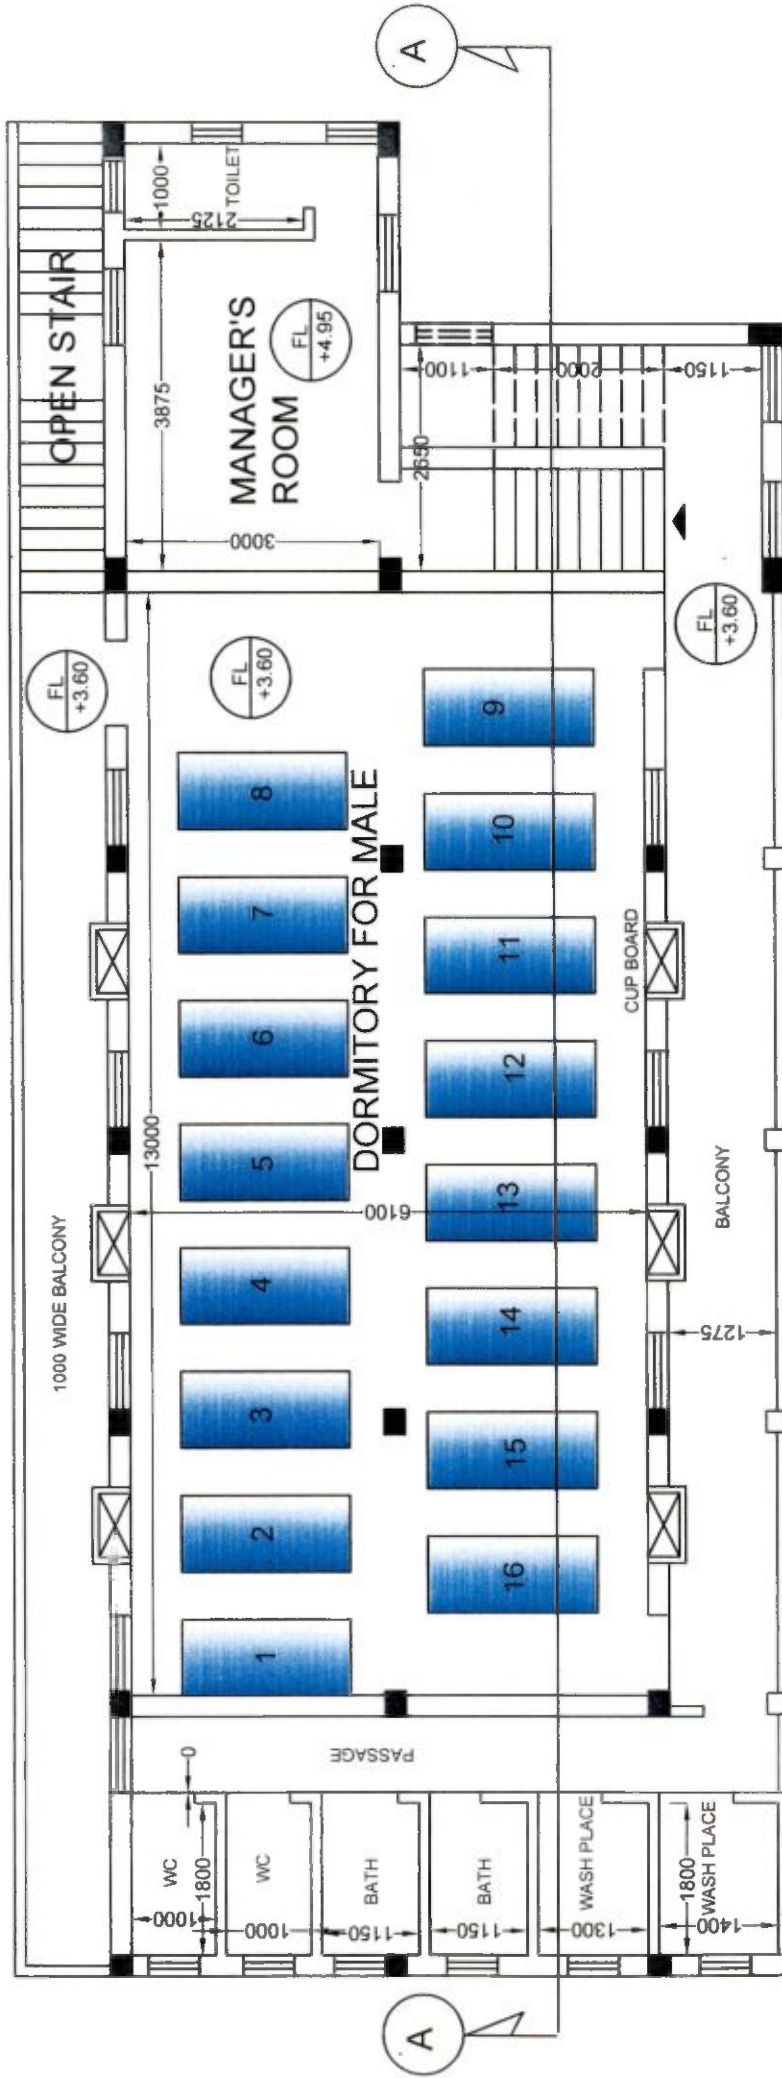 A
OPEN STAIR
1000
TOILET
2125
3875
MANAGER'S
ROOM
FL
+4.95
3000
2650
1100
2000
1150
FL
+3.60
FL
+3.60
FL
+3.60
1000 WIDE BALCONY
13000
8
7
6
5
4
3
2
1
DORMITORY FOR MALE
6100
9
10
11
12
13
14
15
16
CUP BOARD
BALCONY
1275
PASSAGE
0
WC
1800
1000
WC
1000
BATH
1150
BATH
1150
WASH PLACE
1300
1800
WASH PLACE
1400
A